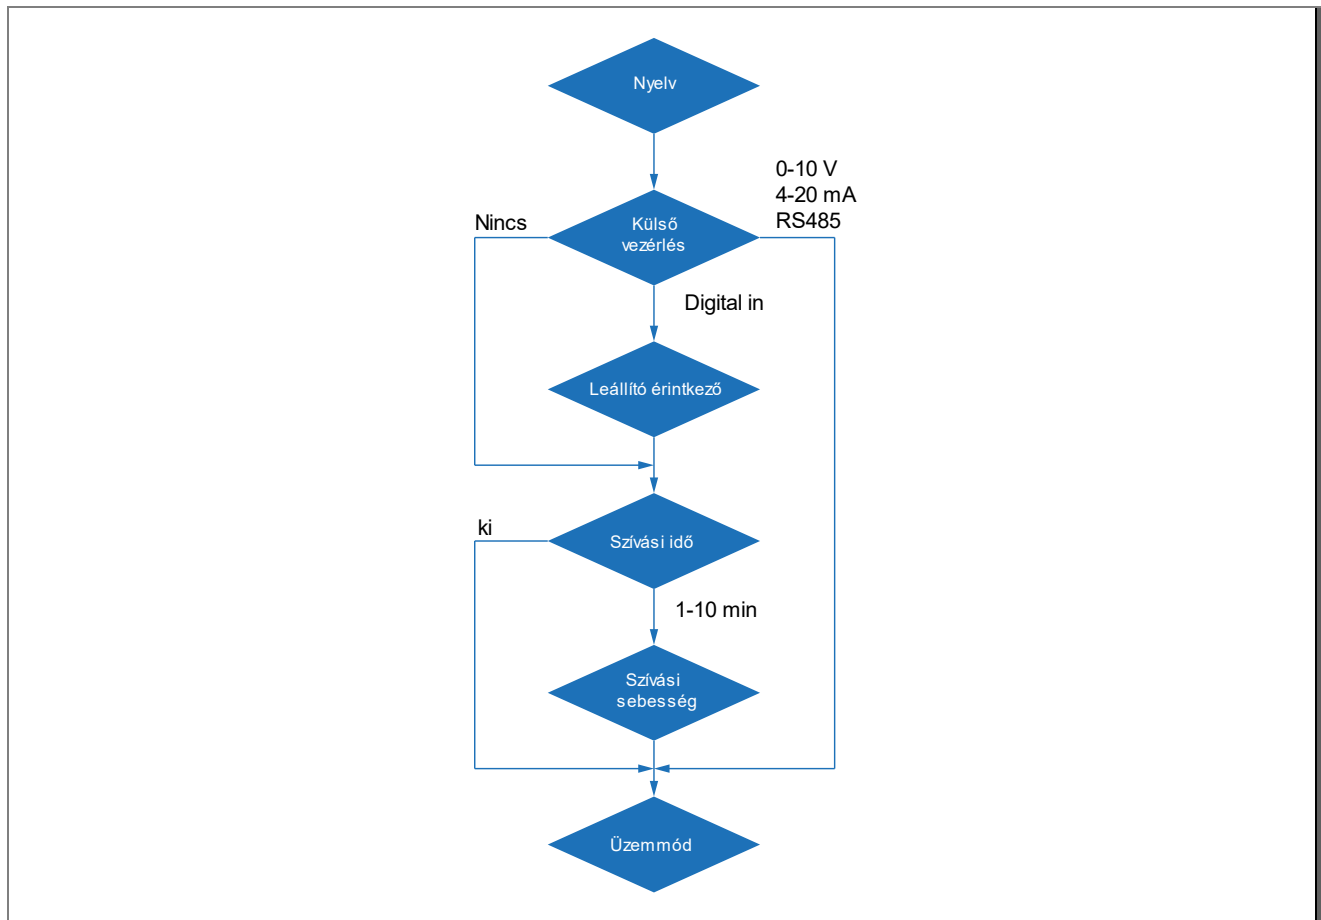 Nyelv
0-10 V
4-20 mA
RS485
Nincs
Külső
vezérlés
Digital in
Leállító érintkező
ki
Szívási idő
1-10 min
Szívási
sebesség
Üzemmód